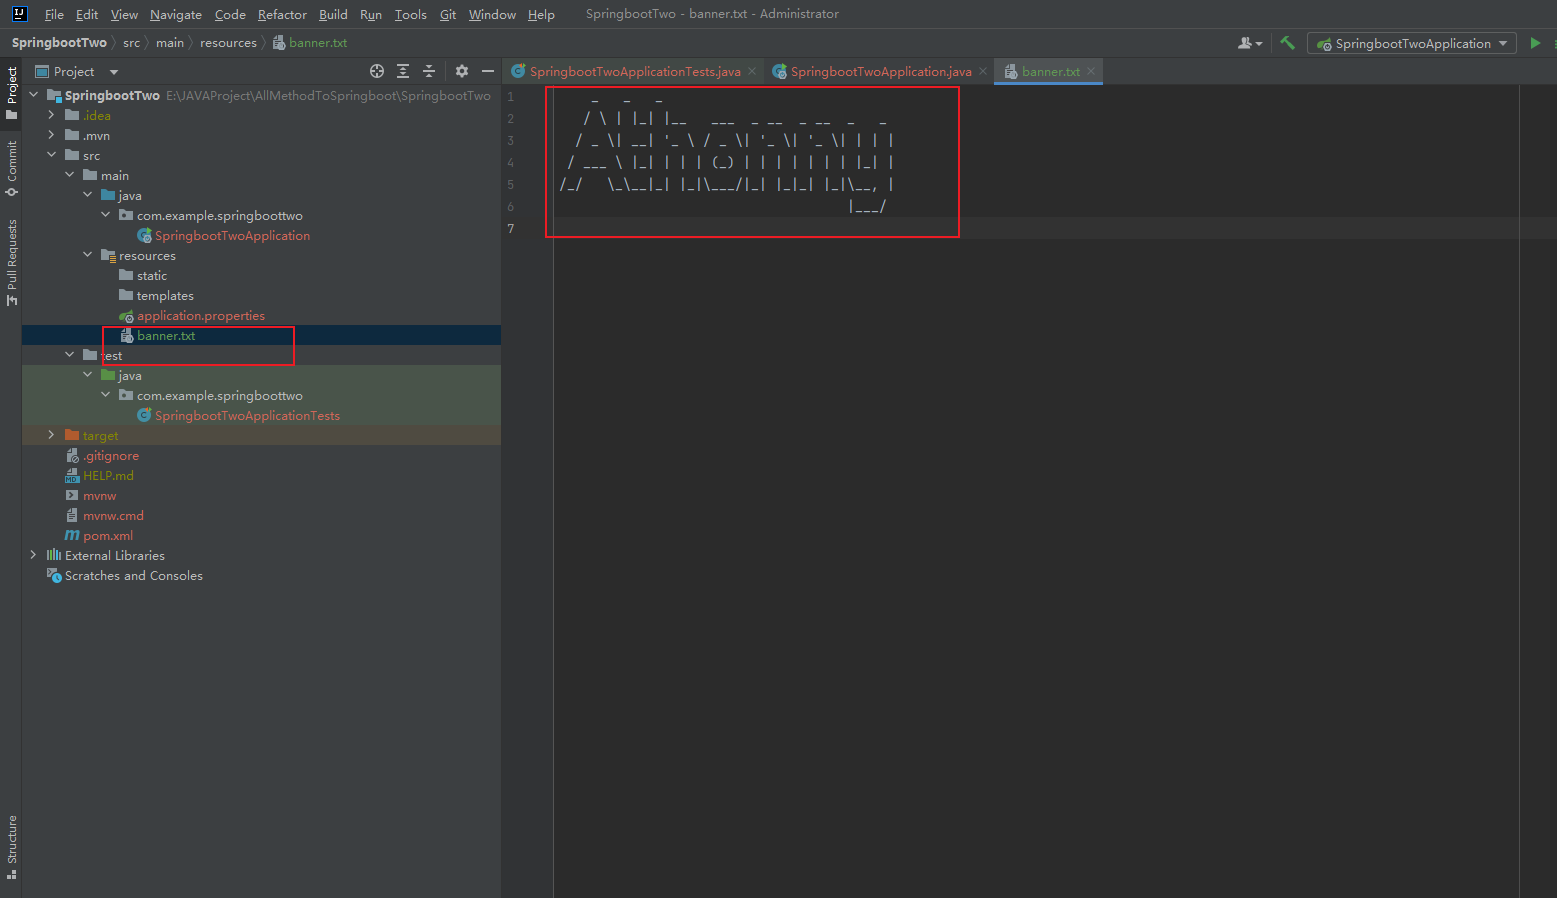 File Edit View Navigate Code Refactor Build Run Tools Git Window Help SpringbootTwo - banner.txt - Administrator
SpringbootTwo src main resources banner.txt SpringbootTwoApplication
Project
Commit
Pull Requests
Structure
Project
SpringbootTwo E:\JAVAProject\AllMethodToSpringboot\SpringbootTwo
.idea
.mvn
src
main
java
com.example.springboottwo
SpringbootTwoApplication
resources
static
templates
application.properties
banner.txt
test
java
com.example.springboottwo
SpringbootTwoApplicationTests
target
.gitignore
HELP.md
mvnw
mvnw.cmd
pom.xml
External Libraries
Scratches and Consoles
SpringbootTwoApplicationTests.java SpringbootTwoApplication.java banner.txt
1     _   _   _
2    / \ | |_| |__   ___  _ __  _ __  _   _
3   / _ \| __| '_ \ / _ \| '_ \| '_ \| | | |
4  / ___ \ |_| | | | (_) | | | | | | | |_| |
5 /_/   \_\__|_| |_|\___/|_| |_|_| |_|\__, |
6                                     |___/
7